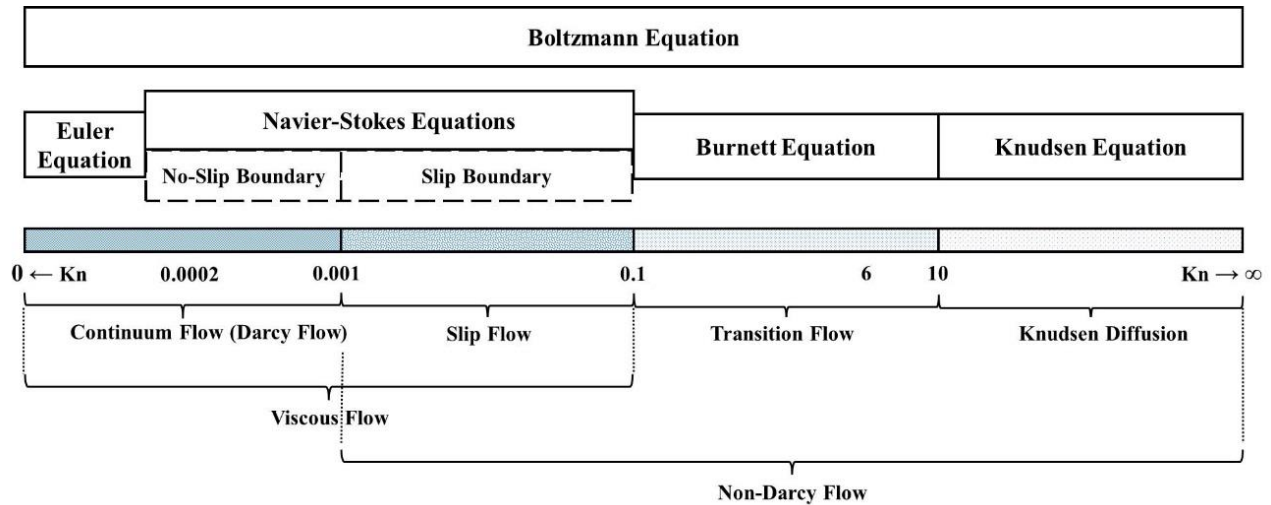 Boltzmann Equation
Euler
Equation
Navier-Stokes Equations
No-Slip Boundary
Slip Boundary
Burnett Equation
Knudsen Equation
0 ← Kn
0.0002
0.001
0.1
6
10
Kn → ∞
Continuum Flow (Darcy Flow)
Slip Flow
Transition Flow
Knudsen Diffusion
Viscous Flow
Non-Darcy Flow